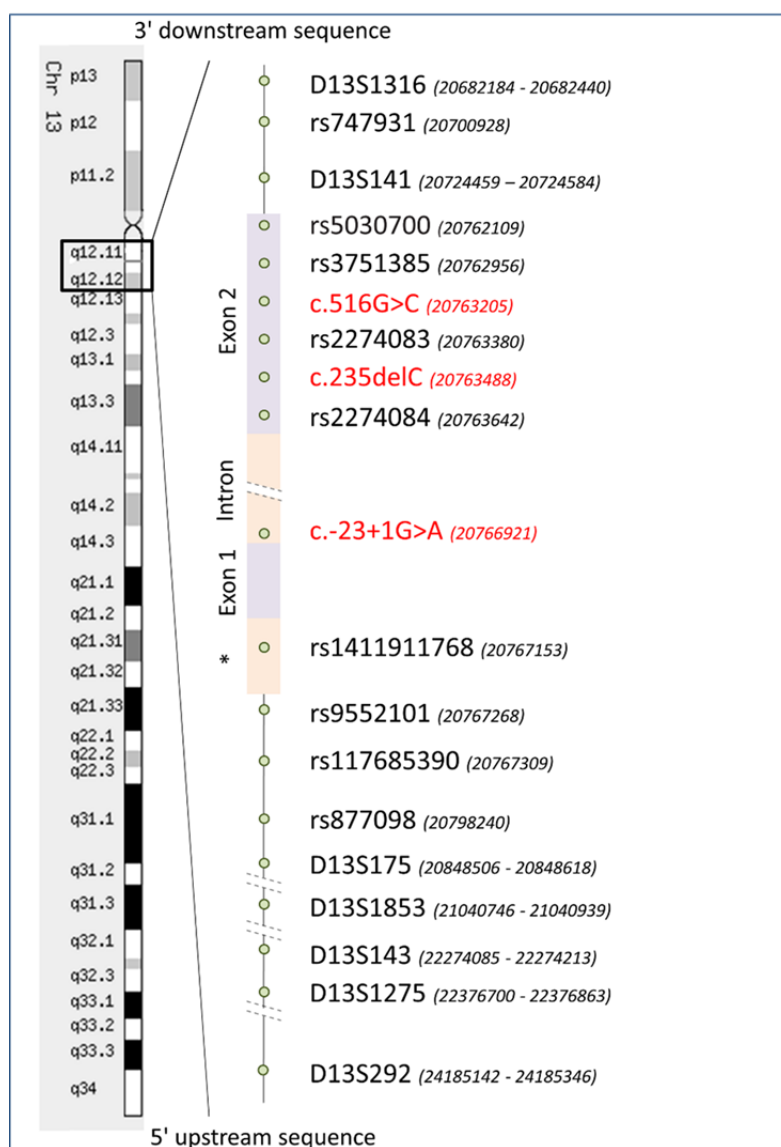 3' downstream sequence
Chr 13
p13
p12
p11.2
q12.11
q12.12
q12.13
q12.3
q13.1
q13.3
q14.11
q14.2
q14.3
q21.1
q21.2
q21.31
q21.32
q21.33
q22.1
q22.2
q22.3
q31.1
q31.2
q31.3
q32.1
q32.3
q33.1
q33.2
q33.3
q34
Exon 2
Intron
Exon 1
*
D13S1316 (20682184 - 20682440)
rs747931 (20700928)
D13S141 (20724459 – 20724584)
rs5030700 (20762109)
rs3751385 (20762956)
c.516G>C (20763205)
rs2274083 (20763380)
c.235delC (20763488)
rs2274084 (20763642)
c.-23+1G>A (20766921)
rs1411911768 (20767153)
rs9552101 (20767268)
rs117685390 (20767309)
rs877098 (20798240)
D13S175 (20848506 - 20848618)
D13S1853 (21040746 - 21040939)
D13S143 (22274085 - 22274213)
D13S1275 (22376700 - 22376863)
D13S292 (24185142 - 24185346)
5' upstream sequence